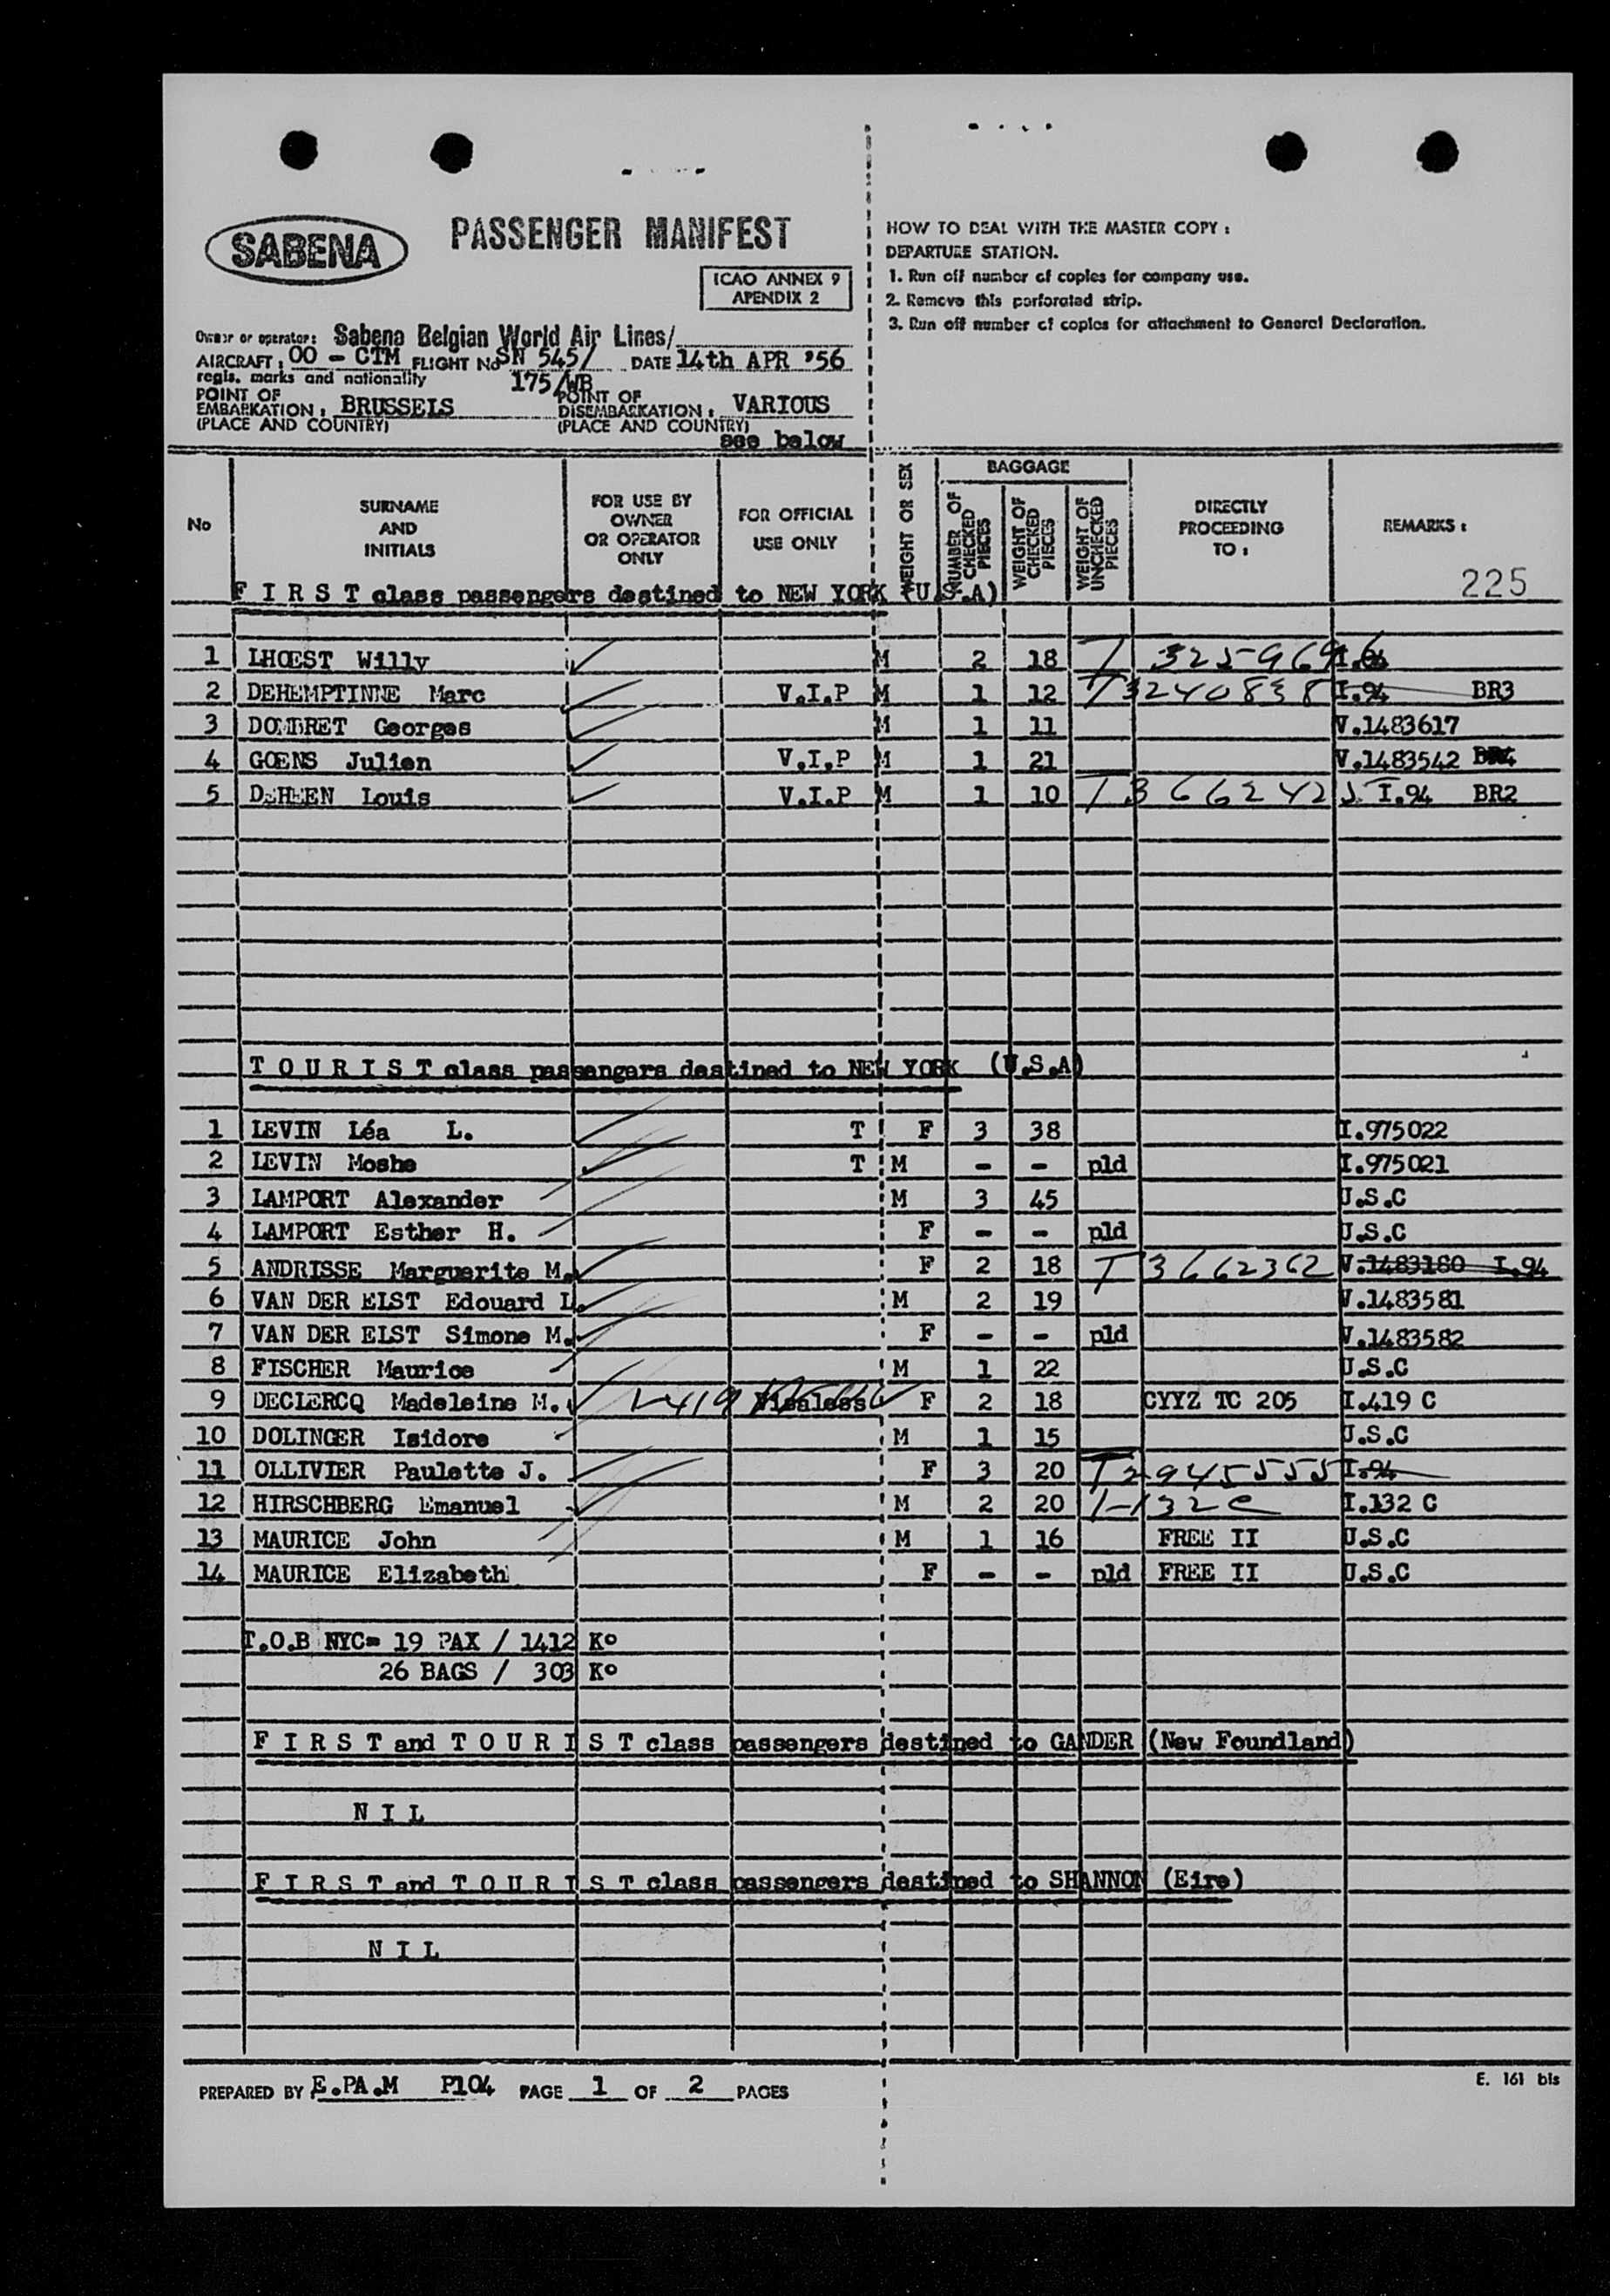 SABENA
PASSENGER MANIFEST
ICAO ANNEX 9
APENDIX 2
HOW TO DEAL WITH THE MASTER COPY :
DEPARTURE STATION.
1. Run off number of copies for company use.
2. Remove this perforated strip.
3. Run off number of copies for attachment to General Declaration.
Owner or operator: Sabena Belgian World Air Lines/
AIRCRAFT : OO - CTM FLIGHT No SN 545/ DATE 14th APR '56
regis. marks and nationality 175/WB
POINT OF EMBARKATION : BRUSSELS POINT OF DISEMBARKATION : VARIOUS
(PLACE AND COUNTRY) (PLACE AND COUNTRY) see below
No SURNAME AND INITIALS FOR USE BY OWNER OR OPERATOR ONLY FOR OFFICIAL USE ONLY WEIGHT OR SEX BAGGAGE NUMBER OF CHECKED PIECES WEIGHT OF CHECKED PIECES WEIGHT OF UNCHECKED PIECES DIRECTLY PROCEEDING TO : REMARKS :
225
F I R S T class passengers destined to NEW YORK (U.S.A)
1 LHOEST Willy M 2 18 T 3259696
2 DEHEMPTINNE Marc V.I.P M 1 12 T3240838 I.94 BR3
3 DOMBRET Georges M 1 11 V.1483617
4 GOENS Julien V.I.P M 1 21 V.1483542
5 DEHEEN Louis V.I.P M 1 10 T 3662425 I.94 BR2
T O U R I S T class passengers destined to NEW YORK (U.S.A)
1 LEVIN Léa L. T F 3 38 I.975022
2 LEVIN Moshe T M - - pld I.975021
3 LAMPORT Alexander M 3 45 U.S.C
4 LAMPORT Esther H. F - - pld U.S.C
5 ANDRISSE Marguerite M. F 2 18 T 3662362 V.1483180 I.94
6 VAN DER ELST Edouard L. M 2 19 V.1483581
7 VAN DER ELST Simone M. F - - pld V.1483582
8 FISCHER Maurice M 1 22 U.S.C
9 DECLERCQ Madeleine M. Visaless F 2 18 CYYZ TC 205 I.419 C
10 DOLINGER Isidore M 1 15 U.S.C
11 OLLIVIER Paulette J. F 3 20 T2945555 I.94
12 HIRSCHBERG Emanuel M 2 20 I-132C I.132 C
13 MAURICE John M 1 16 FREE II U.S.C
14 MAURICE Elizabeth F - - pld FREE II U.S.C
T.O.B NYC= 19 PAX / 1412 K°
26 BAGS / 303 K°
F I R S T and T O U R I S T class passengers destined to GANDER (New Foundland)
N I L
F I R S T and T O U R I S T class passengers destined to SHANNON (Eire)
N I L
PREPARED BY E.PA.M P104 PAGE 1 OF 2 PAGES
E. 161 bis